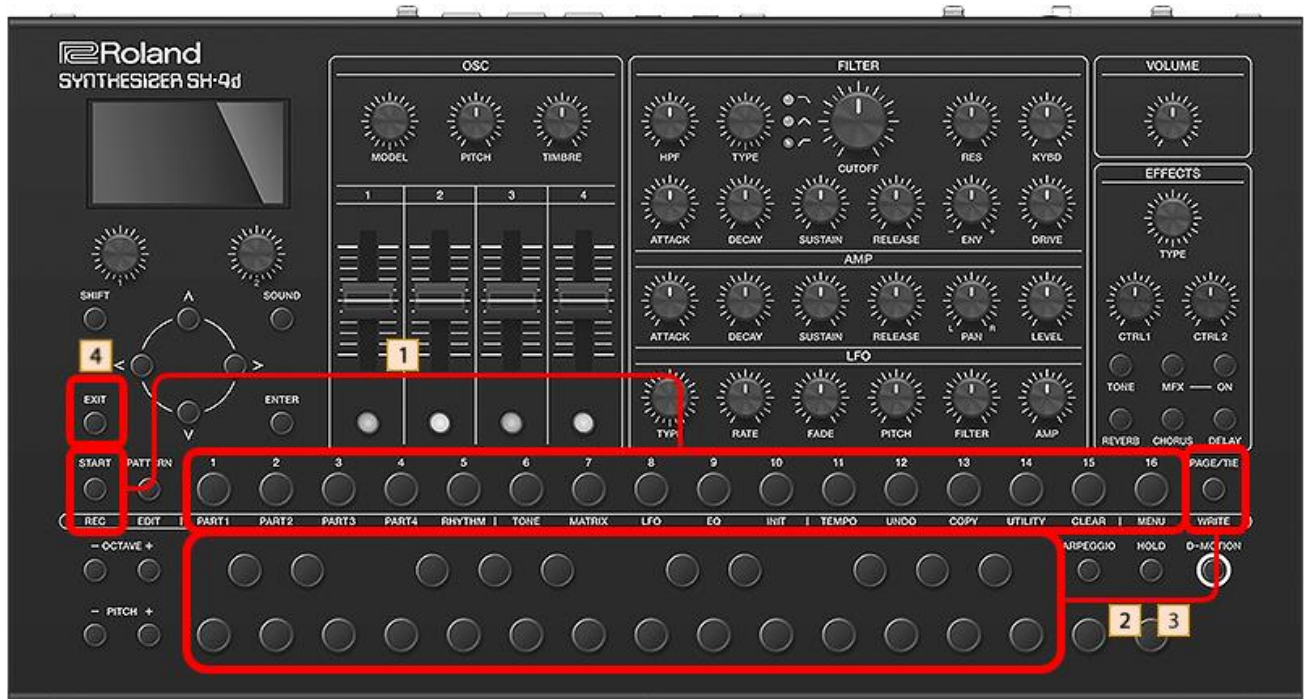 Roland
SYNTHESIZER SH-4d
OSC
MODEL PITCH TIMBRE
1 2 3 4
FILTER
HPF TYPE CUTOFF RES KYBD
ATTACK DECAY SUSTAIN RELEASE - ENV + DRIVE
AMP
ATTACK DECAY SUSTAIN RELEASE L PAN R LEVEL
LFO
TYPE RATE FADE PITCH FILTER AMP
VOLUME
EFFECTS
TYPE
CTRL1 CTRL2
TONE MFX ON
REVERB CHORUS DELAY
1 2
SHIFT SOUND
4
1
EXIT ENTER
START PATTERN 1 2 3 4 5 6 7 8 9 10 11 12 13 14 15 16 PAGE/TIE
REC EDIT PART1 PART2 PART3 PART4 RHYTHM TONE MATRIX LFO EQ INIT TEMPO UNDO COPY UTILITY CLEAR MENU WRITE
- OCTAVE + ARPEGGIO HOLD D-MOTION
- PITCH +
2 3